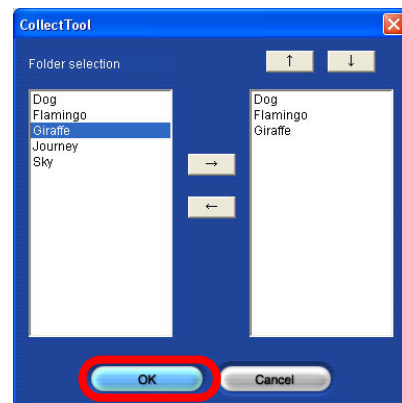 CollectTool
Folder selection
↑ ↓
Dog
Flamingo
Giraffe
Journey
Sky
→
←
Dog
Flamingo
Giraffe
OK
Cancel